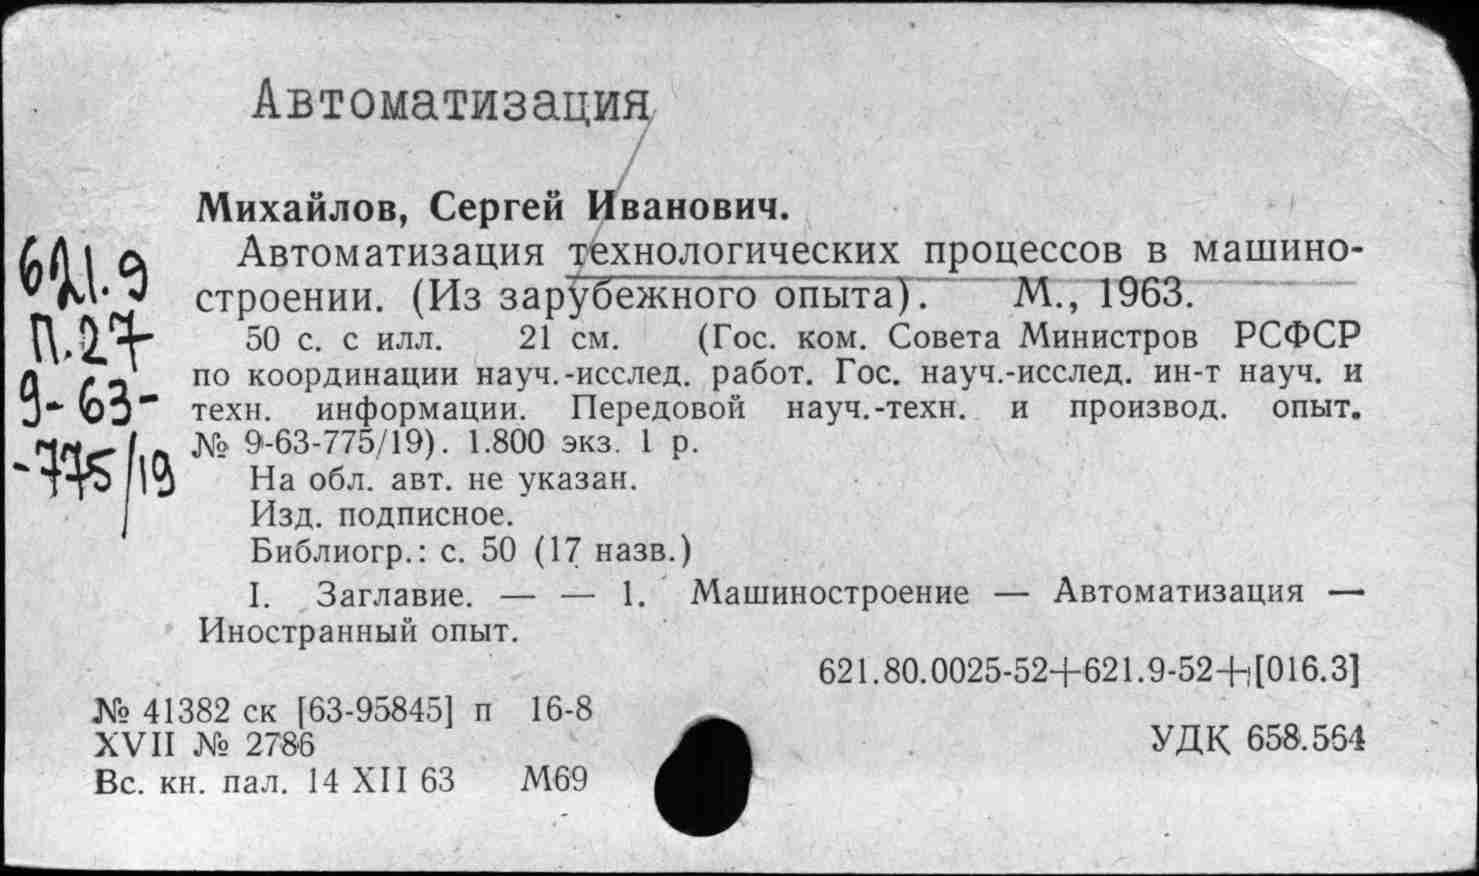 Автоматизация
Михайлов, Сергей Иванович.
Автоматизация технологических процессов в машино-
строении. (Из зарубежного опыта). М., 1963.
50 с. с илл. 21 см. (Гос. ком. Совета Министров РСФСР
по координации науч.-исслед. работ. Гос. науч.-исслед. ин-т науч. и
техн. информации. Передовой науч.-техн. и производ. опыт.
№ 9-63-775/19). 1.800 экз. 1 р.
На обл. авт. не указан.
Изд. подписное.
Библиогр.: с. 50 (17 назв.)
I. Заглавие. — — 1. Машиностроение — Автоматизация —
Иностранный опыт.
621.80.0025-52+621.9-52+[016.3]
№ 41382 ск [63-95845] п 16-8
XVII № 2786
УДК 658.564
Вс. кн. пал. 14 XII 63 М69
621.9
П.27
9-63-
-775/19